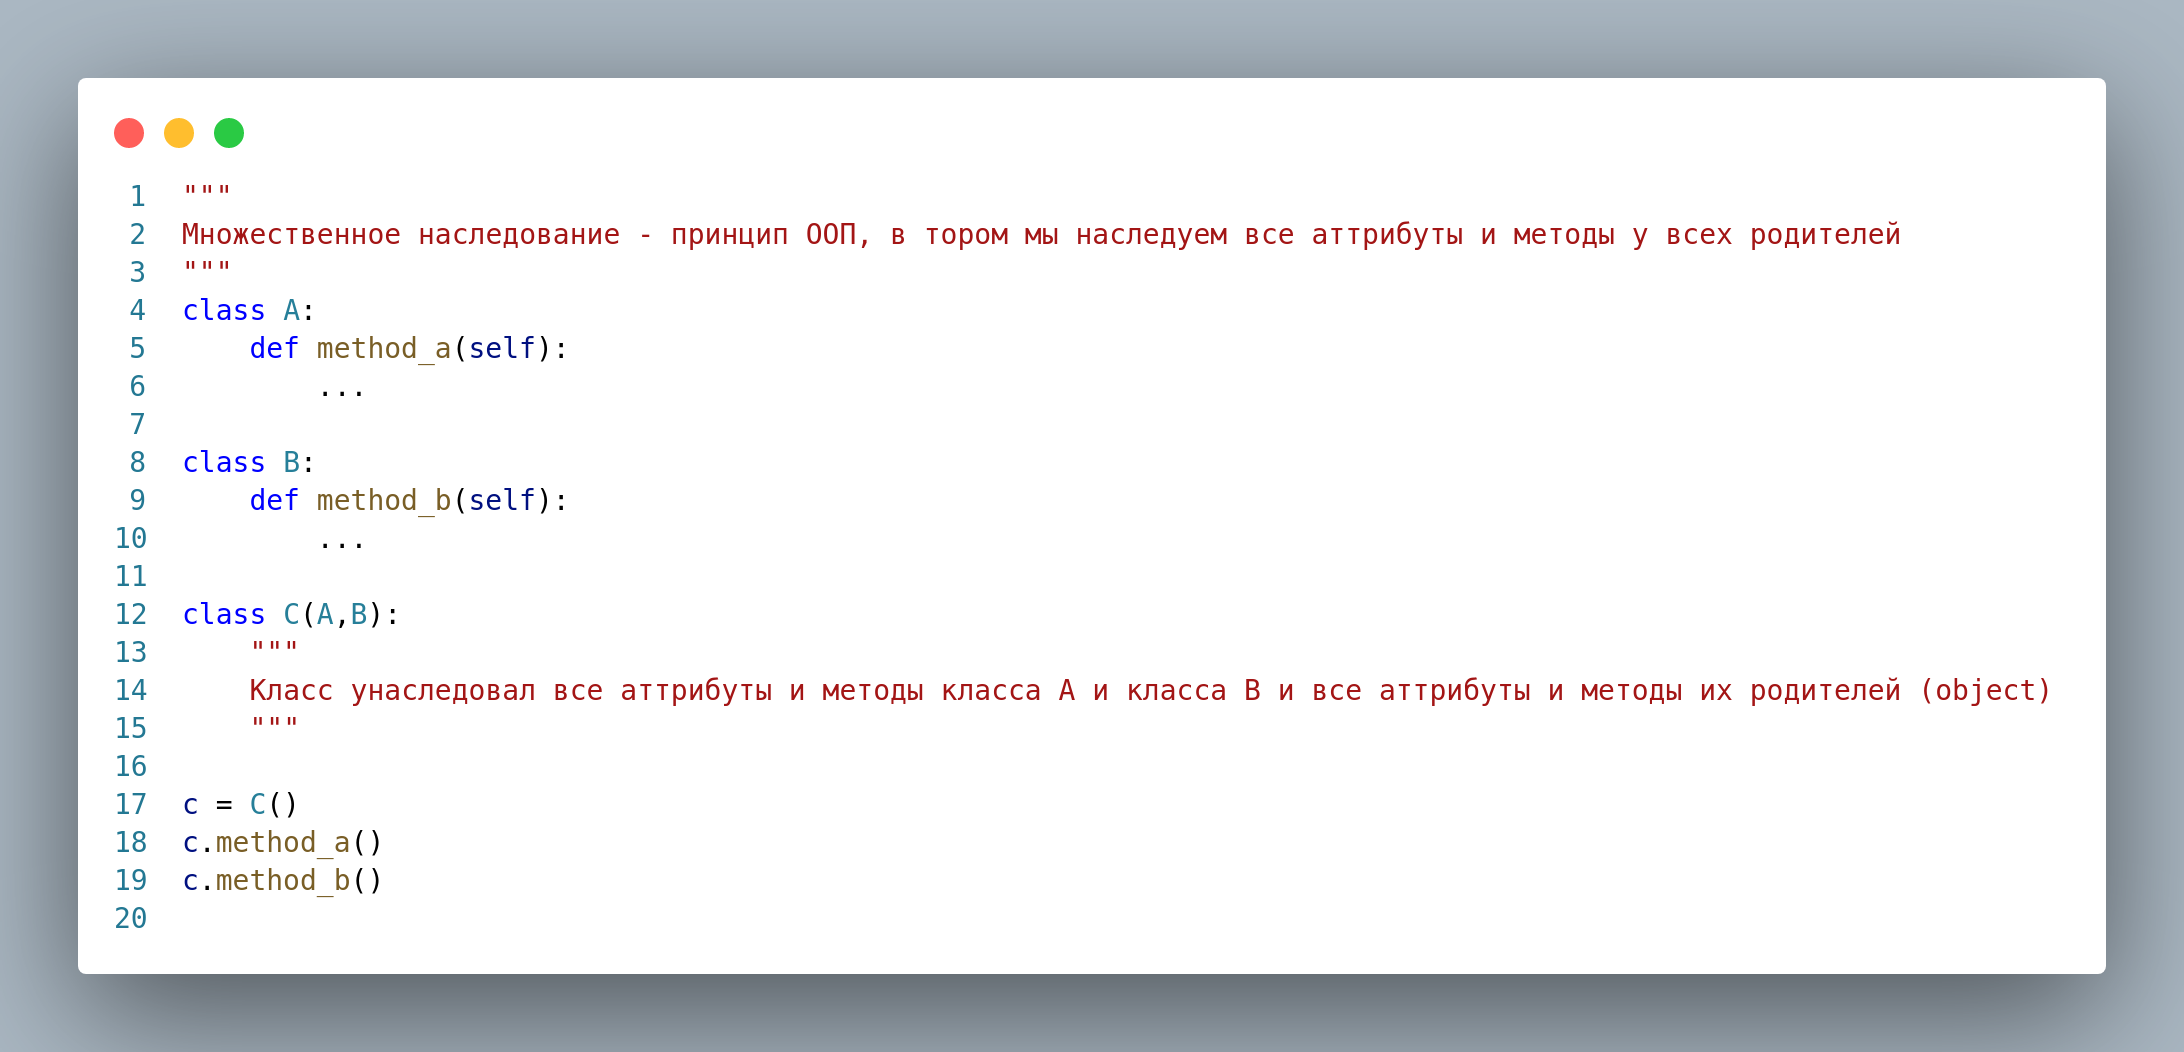 1 """
2 Множественное наследование - принцип ООП, в тором мы наследуем все аттрибуты и методы у всех родителей
3 """
4 class A:
5     def method_a(self):
6         ...
7
8 class B:
9     def method_b(self):
10         ...
11
12 class C(A,B):
13     """
14     Класс унаследовал все аттрибуты и методы класса А и класса B и все аттрибуты и методы их родителей (object)
15     """
16
17 c = C()
18 c.method_a()
19 c.method_b()
20